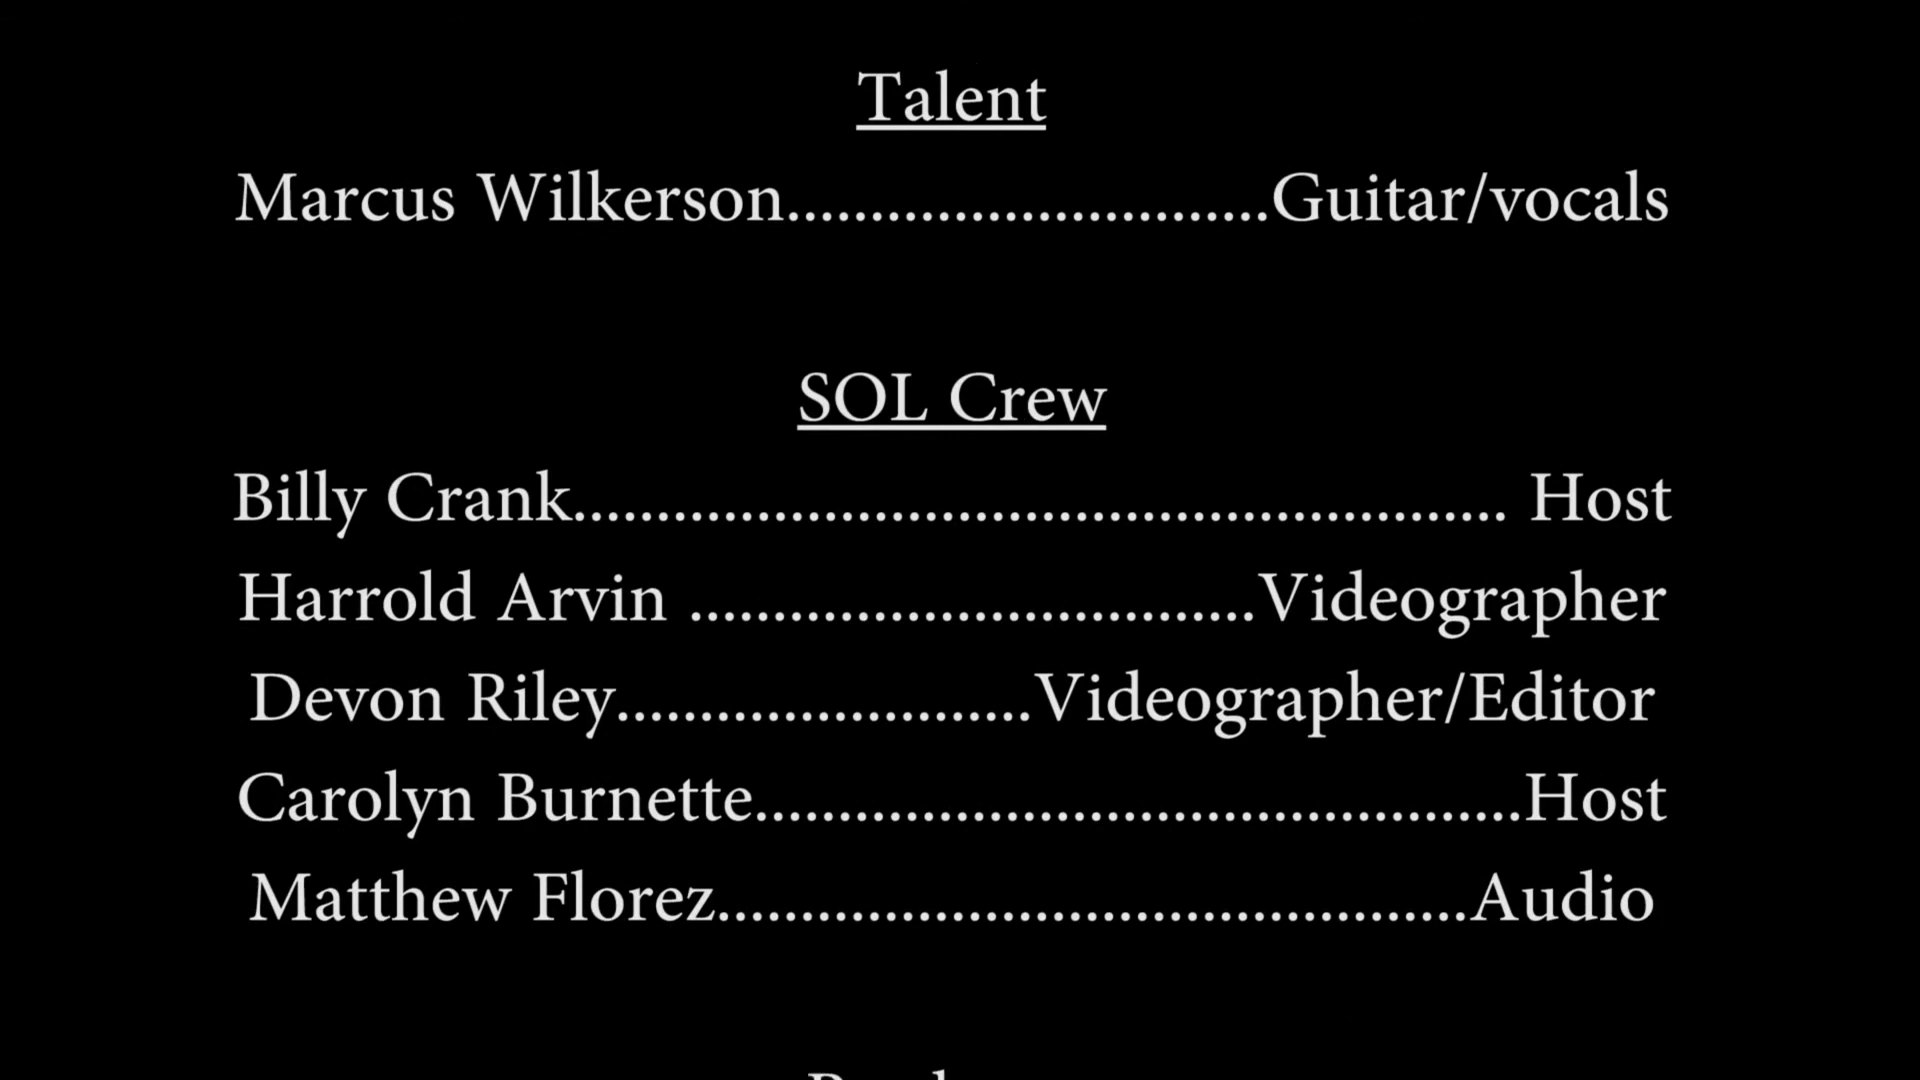 Talent
Marcus Wilkerson.............................Guitar/vocals
SOL Crew
Billy Crank........................................................ Host
Harrold Arvin ..................................Videographer
Devon Riley.........................Videographer/Editor
Carolyn Burnette..............................................Host
Matthew Florez.............................................Audio